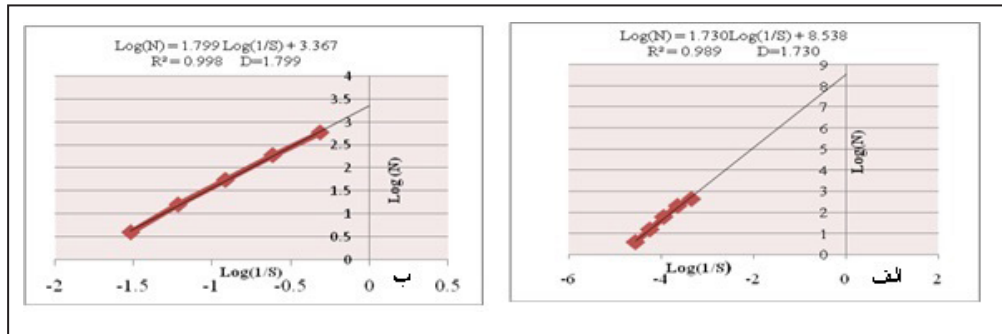 Log(N) = 1.799 Log(1/S) + 3.367
R² = 0.998 D=1.799
4
3.5
3
2.5
2
1.5
1
0.5
0
Log (N)
Log(1/S)
ب
-2 -1.5 -1 -0.5 0 0.5
Log(N) = 1.730Log(1/S) + 8.538
R² = 0.989 D=1.730
9
8
7
6
5
4
3
2
1
0
Log(N)
Log(1/S)
الف
-6 -4 -2 0 2